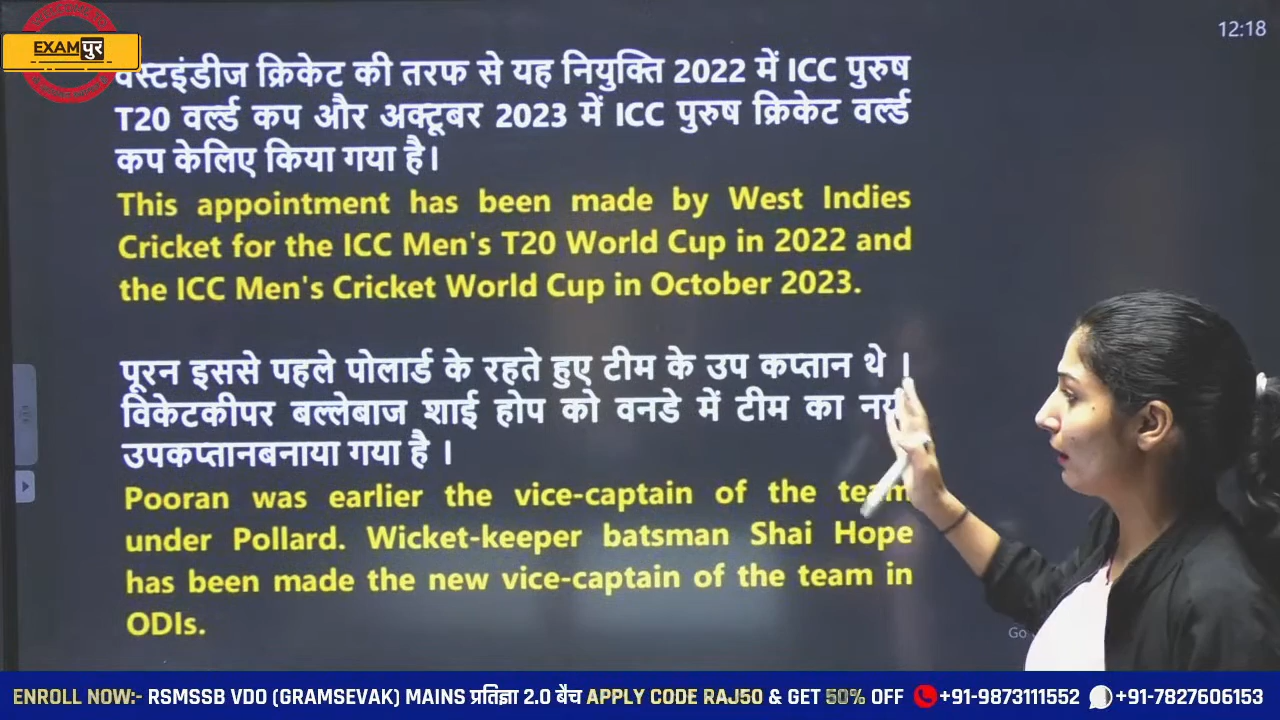 EXAMपुर
12:18
वेस्टइंडीज क्रिकेट की तरफ से यह नियुक्ति 2022 में ICC पुरुष
T20 वर्ल्ड कप और अक्टूबर 2023 में ICC पुरुष क्रिकेट वर्ल्ड
कप केलिए किया गया है।
This appointment has been made by West Indies
Cricket for the ICC Men's T20 World Cup in 2022 and
the ICC Men's Cricket World Cup in October 2023.
पूरन इससे पहले पोलार्ड के रहते हुए टीम के उप कप्तान थे ।
विकेटकीपर बल्लेबाज शाई होप को वनडे में टीम का
उपकप्तानबनाया गया है ।
Pooran was earlier the vice-captain of the team
under Pollard. Wicket-keeper batsman Shai Hope
has been made the new vice-captain of the team in
ODIs.
Go
ENROLL NOW:- RSMSSB VDO (GRAMSEVAK) MAINS प्रतिज्ञा 2.0 बैच APPLY CODE RAJ50 & GET 50% OFF +91-9873111552 +91-7827606153